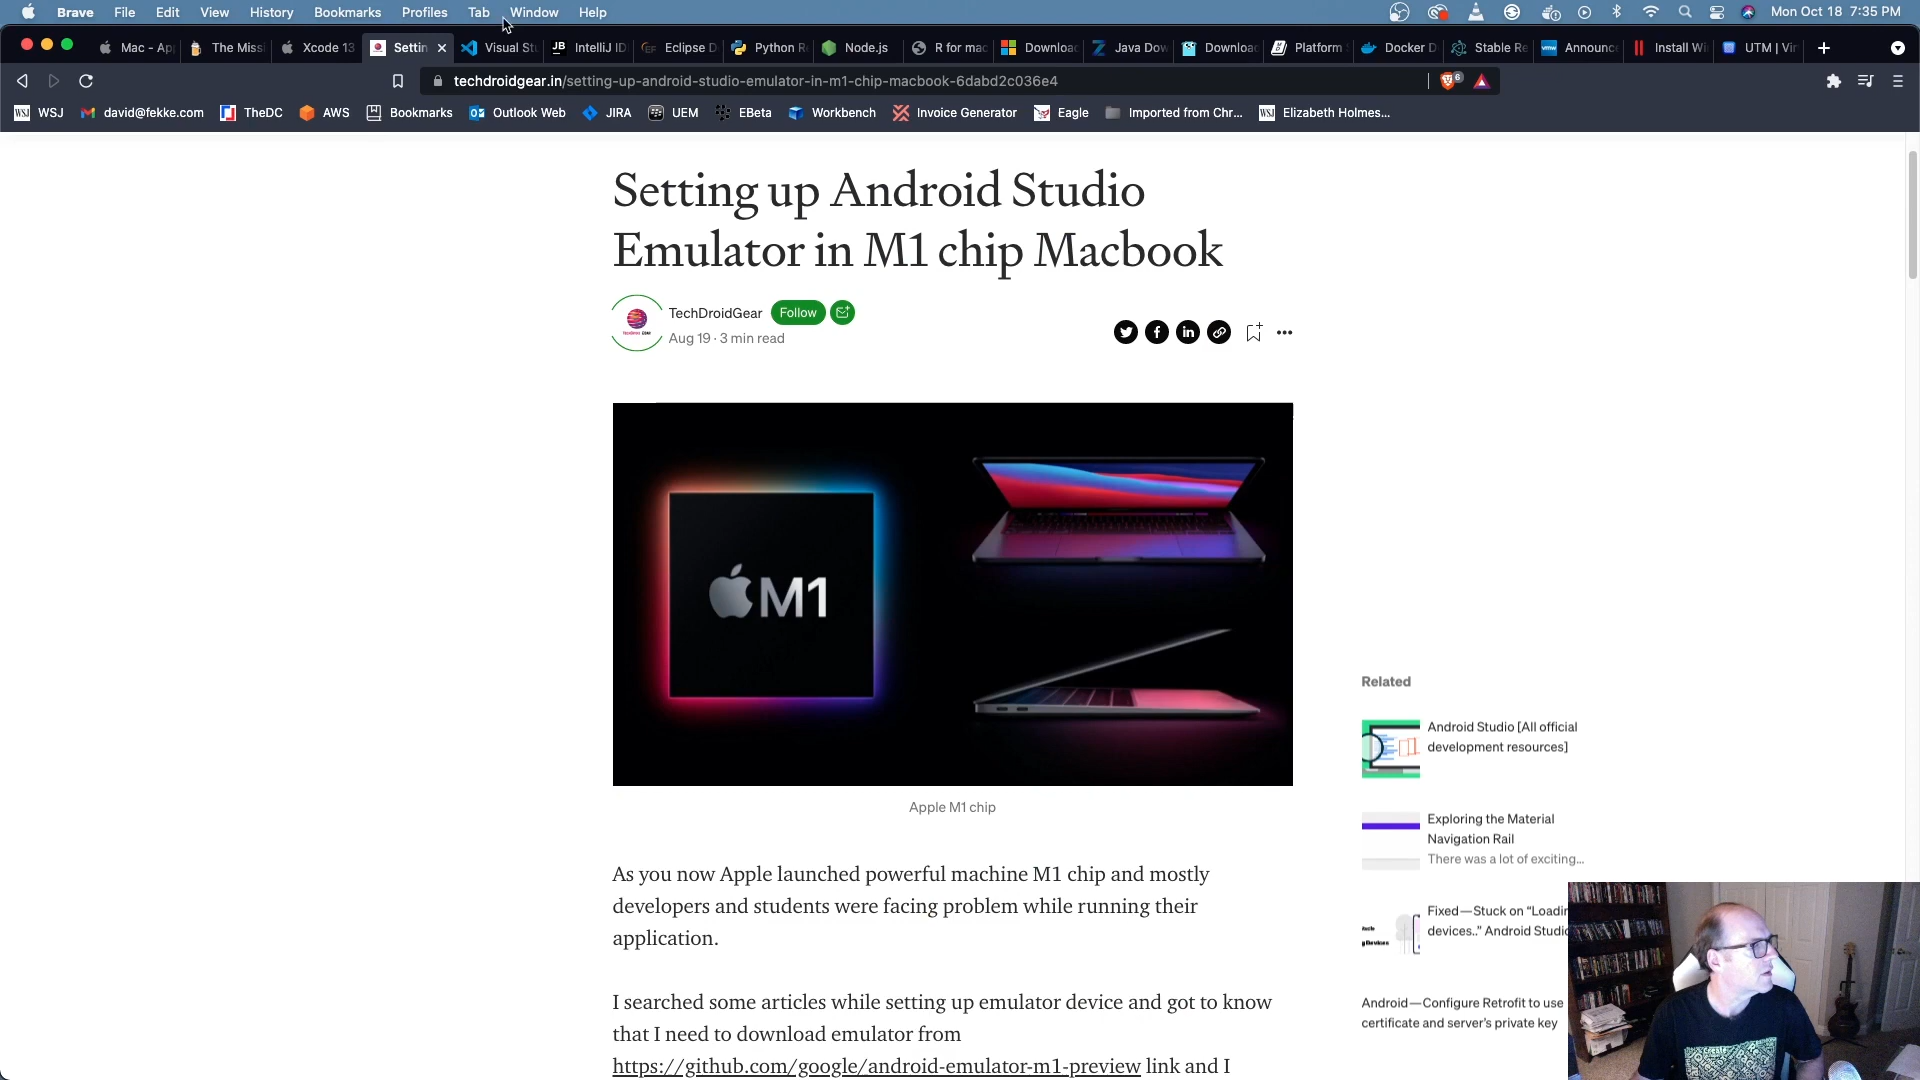 Brave File Edit View History Bookmarks Profiles Tab Window Help Mon Oct 18 7:35 PM
Mac - Ap The Miss Xcode 13 Settin Visual Stu IntelliJ ID Eclipse D Python Re Node.js R for mac Downloa Java Dow Downloa Platform Docker D Stable Re Announc Install Wi UTM | Vir
techdroidgear.in/setting-up-android-studio-emulator-in-m1-chip-macbook-6dabd2c036e4 6
WSJ david@fekke.com TheDC AWS Bookmarks Outlook Web JIRA UEM EBeta Workbench Invoice Generator Eagle Imported from Chr... Elizabeth Holmes...
Setting up Android Studio
Emulator in M1 chip Macbook
TechDroidGear Follow
Aug 19 · 3 min read
M1
Apple M1 chip
As you now Apple launched powerful machine M1 chip and mostly
developers and students were facing problem while running their
application.
I searched some articles while setting up emulator device and got to know
that I need to download emulator from
https://github.com/google/android-emulator-m1-preview link and I
Related
Android Studio [All official
development resources]
Exploring the Material
Navigation Rail
There was a lot of exciting...
Fixed—Stuck on “Loadin
devices..” Android Studio
Android—Configure Retrofit to use
certificate and server’s private key